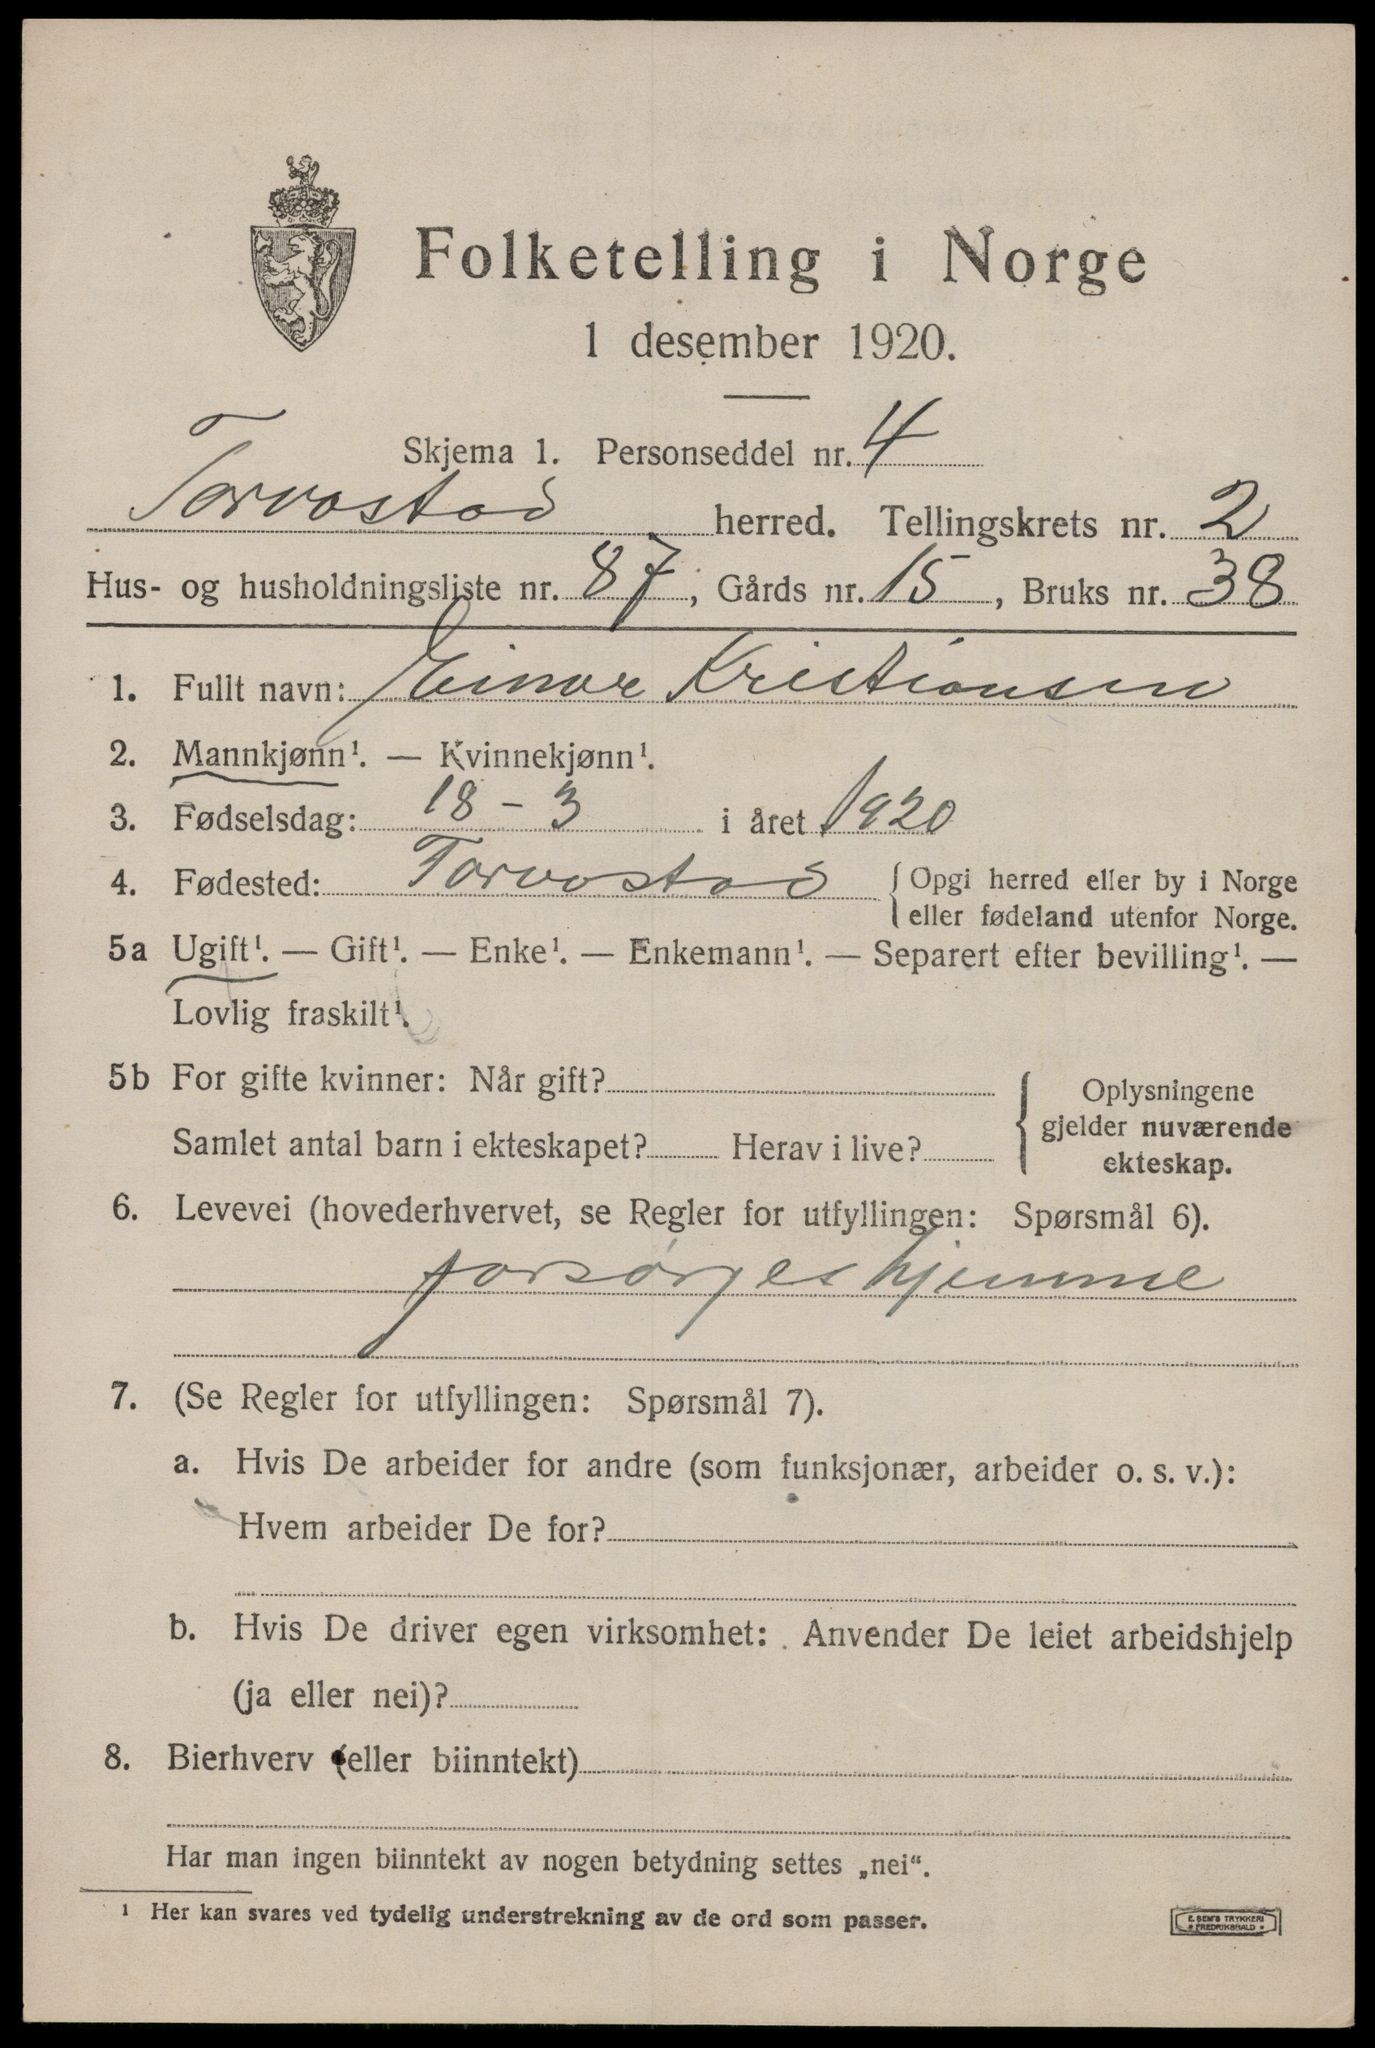 Folketelling i Norge
1 desember 1920.
Skjema 1. Personseddel nr. 4
Torvastad herred. Tellingskrets nr. 2
Hus- og husholdningsliste nr. 87, Gårds nr. 15, Bruks nr. 38
1. Fullt navn: Einar Kristiansen
2. Mannkjønn¹. — Kvinnekjønn¹.
3. Fødselsdag: 18 - 3 i året 1920
4. Fødested: Torvastad { Opgi herred eller by i Norge
eller fødeland utenfor Norge.
5a Ugift¹. — Gift¹. — Enke¹. — Enkemann¹. — Separert efter bevilling¹. —
Lovlig fraskilt¹.
5b For gifte kvinner: Når gift? { Oplysningene
gjelder nuværende
Samlet antal barn i ekteskapet? Herav i live? ekteskap.
6. Levevei (hovederhvervet, se Regler for utfyllingen: Spørsmål 6).
forsørges hjemme
7. (Se Regler for utfyllingen: Spørsmål 7).
a. Hvis De arbeider for andre (som funksjonær, arbeider o. s. v.):
Hvem arbeider De for?
b. Hvis De driver egen virksomhet: Anvender De leiet arbeidshjelp
(ja eller nei)?
8. Bierhverv (eller biinntekt)
Har man ingen biinntekt av nogen betydning settes „nei“.
¹ Her kan svares ved tydelig understrekning av de ord som passer.
E. SEM'S TRYKKERI
* FREDRIKSHALD *